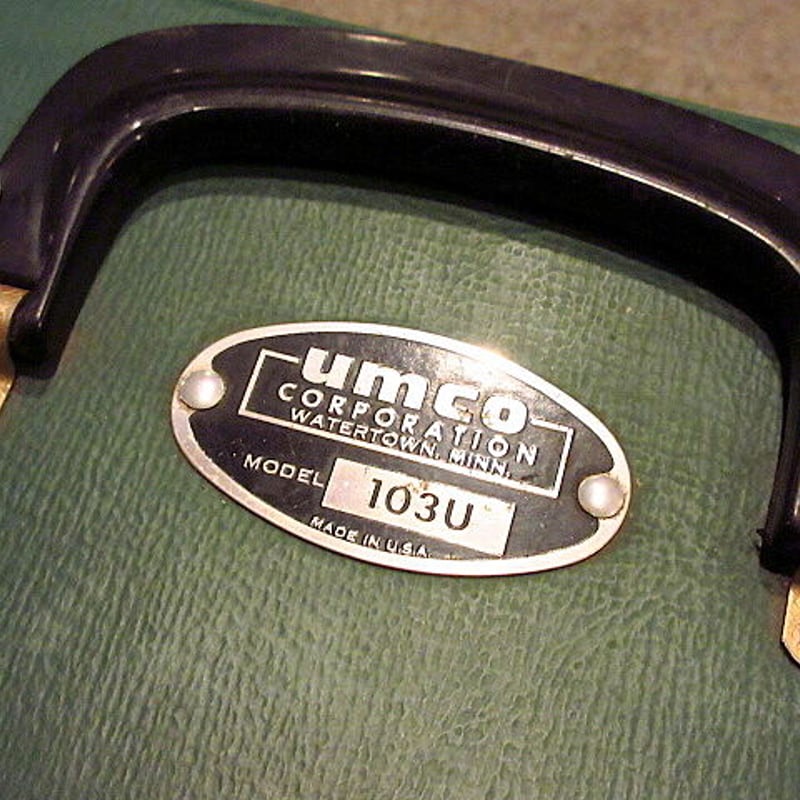 umco
CORPORATION
WATERTOWN, MINN.
MODEL 103U
MADE IN U.S.A.